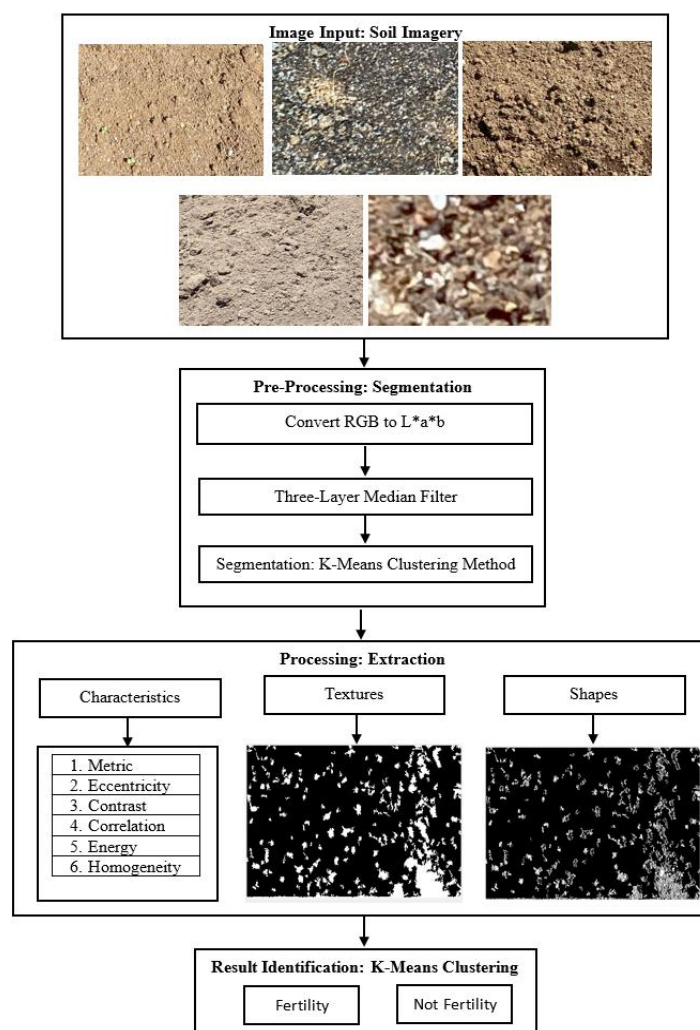 Image Input: Soil Imagery
Pre-Processing: Segmentation
Convert RGB to L*a*b
Three-Layer Median Filter
Segmentation: K-Means Clustering Method
Processing: Extraction
Characteristics
Textures
Shapes
1. Metric
2. Eccentricity
3. Contrast
4. Correlation
5. Energy
6. Homogeneity
Result Identification: K-Means Clustering
Fertility
Not Fertility